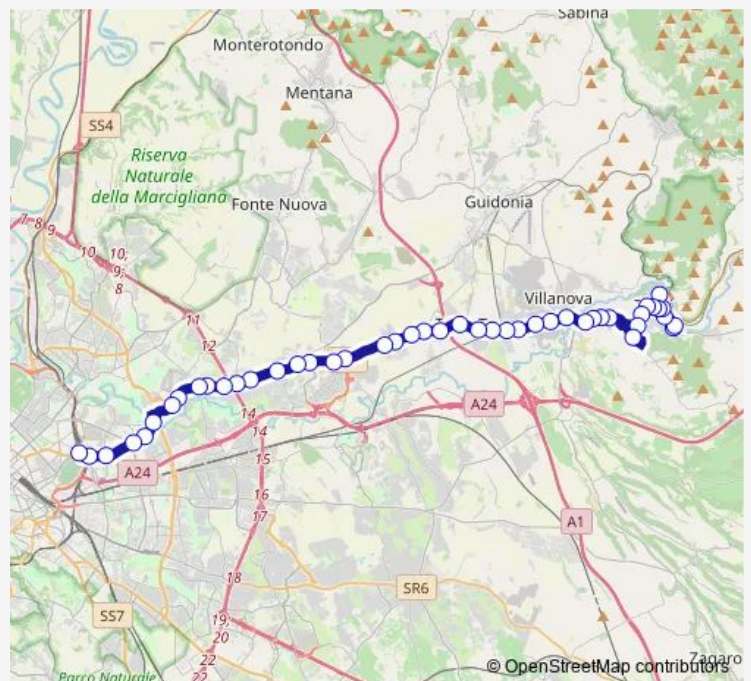 Sabina
Monterotondo
Mentana
SS4
Riserva
Naturale
della Marcigliana
Fonte Nuova
Guidonia
7 8 9
10
10;
9;
8
11
Villanova
12
14
A24
14
A24
15
16
A1
17
18
SR6
SS7
19;
20
22
Zagaro
Parco Naturale
22
© OpenStreetMap contributors